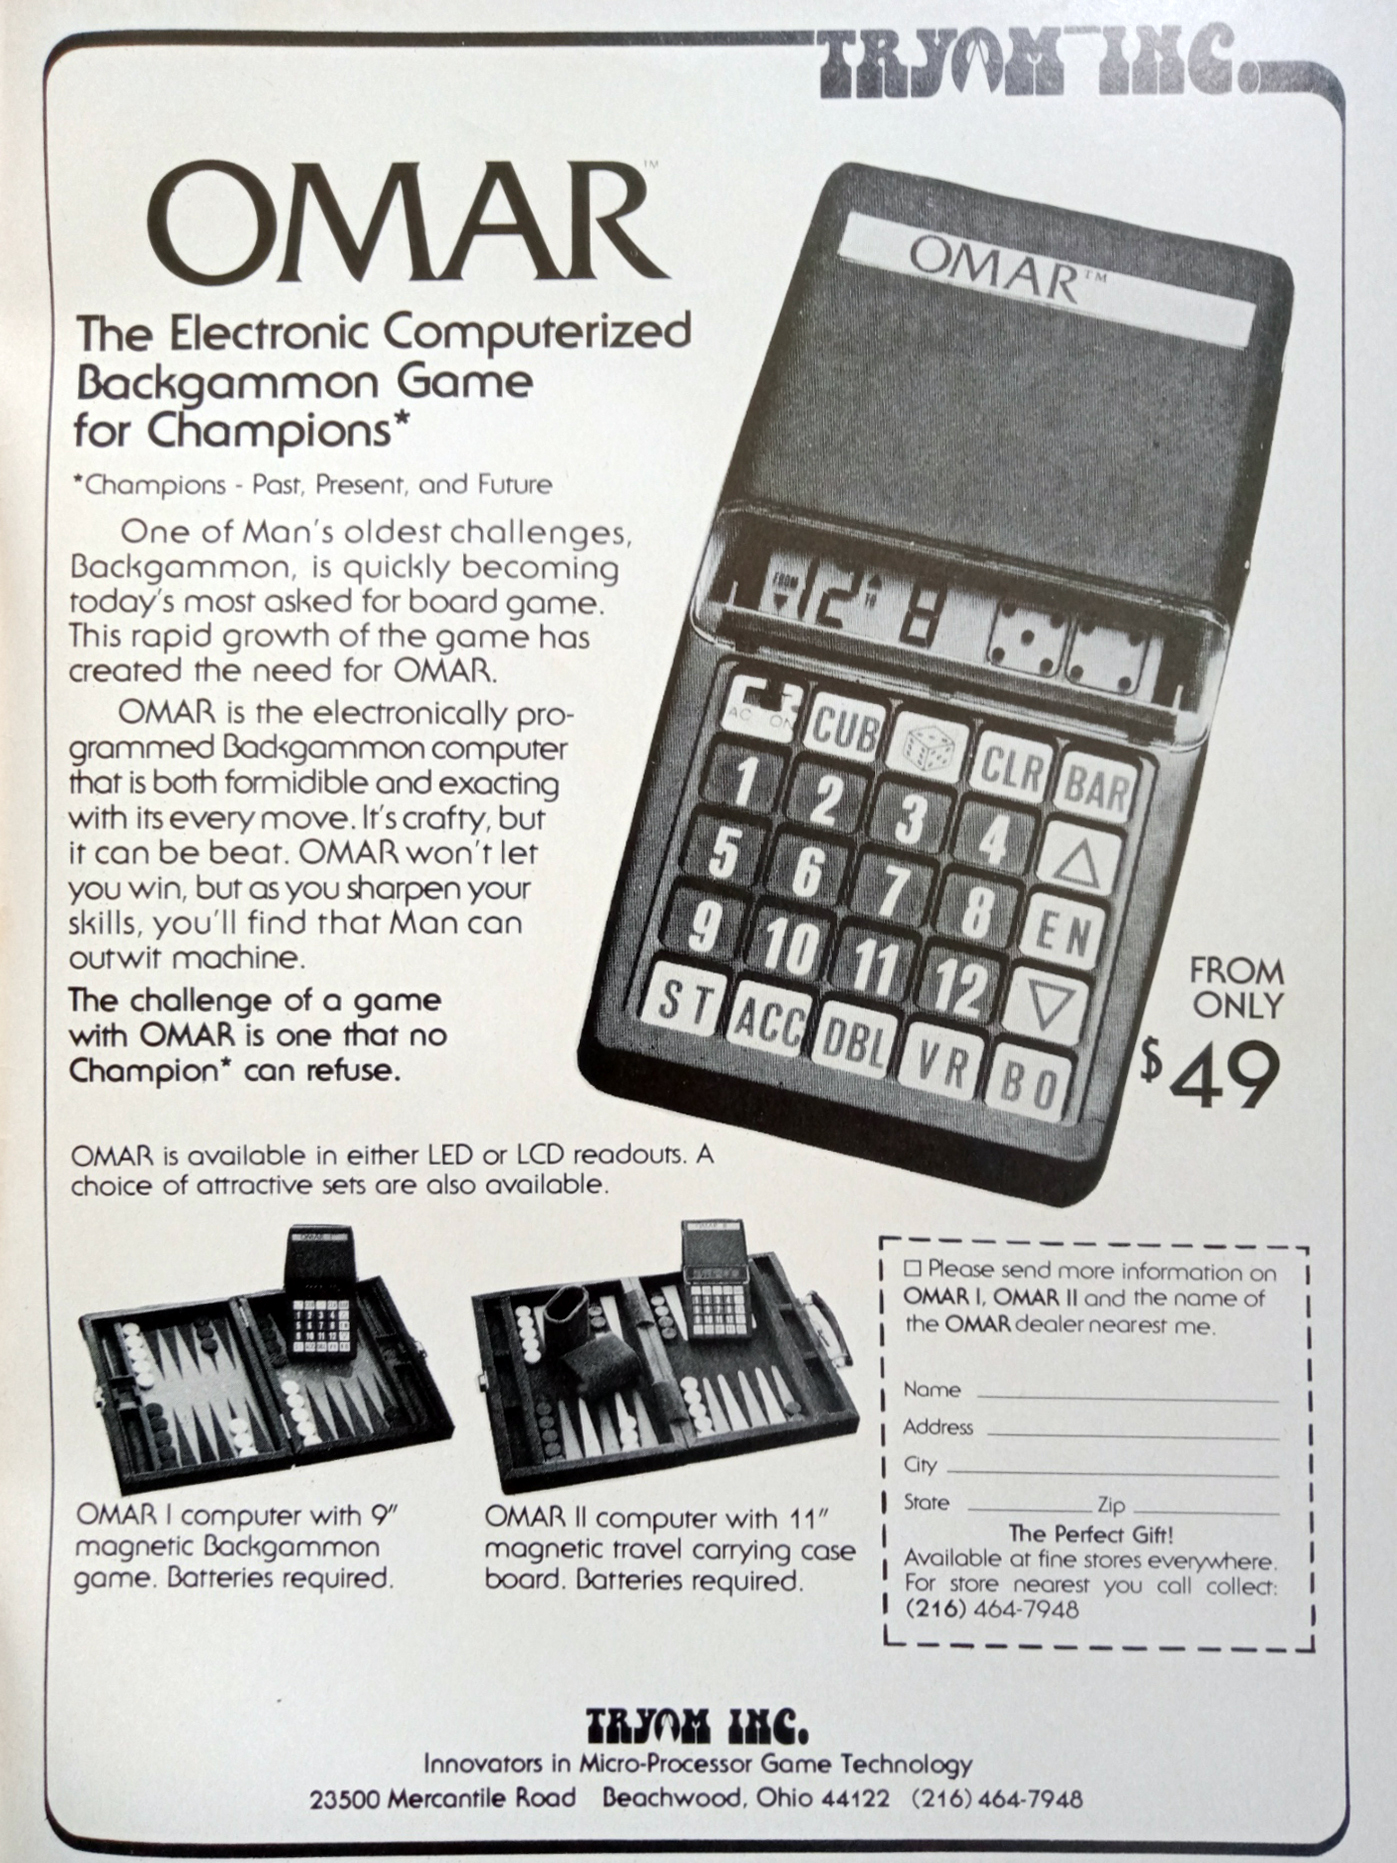 TRYOM INC.
OMAR™
The Electronic Computerized
Backgammon Game
for Champions*
*Champions - Past, Present, and Future
One of Man's oldest challenges,
Backgammon, is quickly becoming
today's most asked for board game.
This rapid growth of the game has
created the need for OMAR.
OMAR is the electronically pro-
grammed Backgammon computer
that is both formidible and exacting
with its every move. It's crafty, but
it can be beat. OMAR won't let
you win, but as you sharpen your
skills, you'll find that Man can
outwit machine.
The challenge of a game
with OMAR is one that no
Champion* can refuse.
OMAR™
FROM 12 TO 8
AC ON CUB CLR BAR
1 2 3 4
5 6 7 8 EN
9 10 11 12
ST ACC DBL VR BO
FROM
ONLY
$49
OMAR is available in either LED or LCD readouts. A
choice of attractive sets are also available.
OMAR I computer with 9″
magnetic Backgammon
game. Batteries required.
OMAR II computer with 11″
magnetic travel carrying case
board. Batteries required.
☐ Please send more information on
OMAR I, OMAR II and the name of
the OMAR dealer nearest me.
Name
Address
City
State Zip
The Perfect Gift!
Available at fine stores everywhere.
For store nearest you call collect:
(216) 464-7948
TRYOM INC.
Innovators in Micro-Processor Game Technology
23500 Mercantile Road Beachwood, Ohio 44122 (216) 464-7948